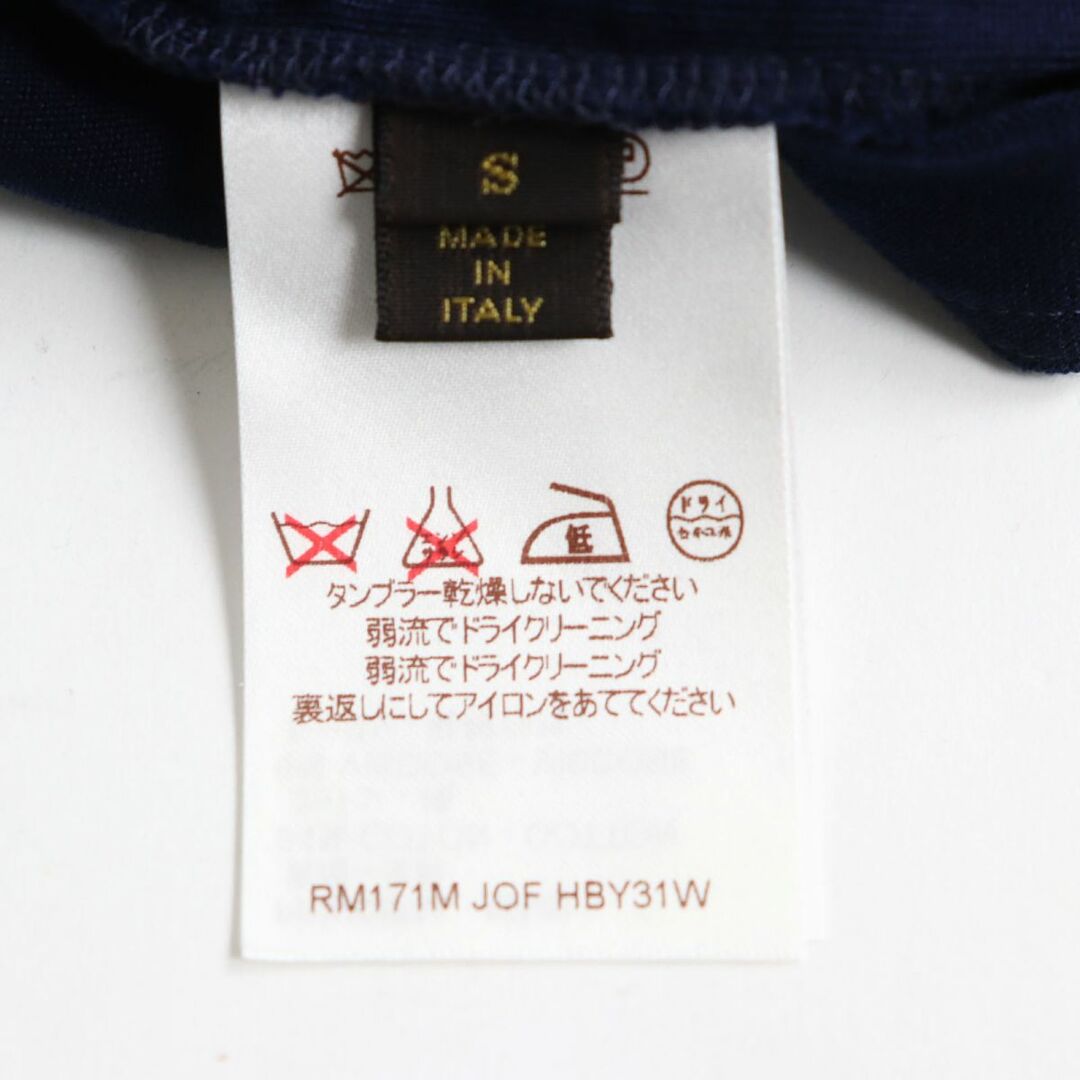 S
MADE
IN
ITALY
低
ドライ
タンブラー乾燥しないでください
弱流でドライクリーニング
弱流でドライクリーニング
裏返しにしてアイロンをあててください
RM171M JOF HBY31W